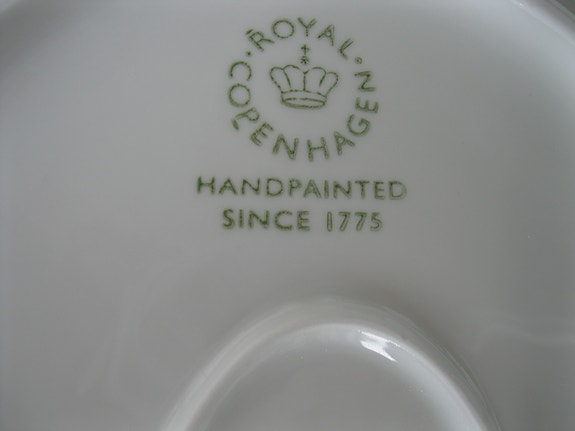 ROYAL
COPENHAGEN
HANDPAINTED
SINCE 1775